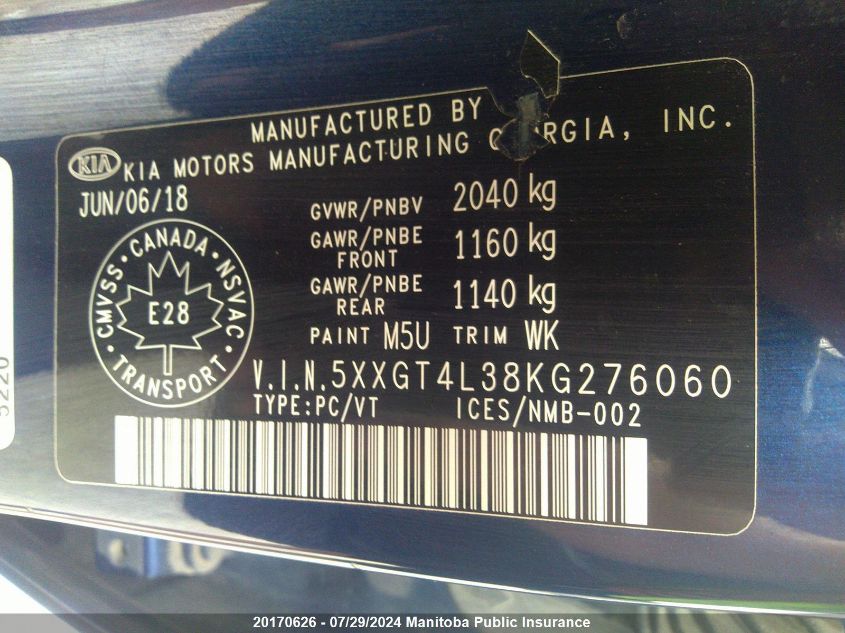 MANUFACTURED BY
KIA KIA MOTORS MANUFACTURING G RGIA, INC.
JUN/06/18
GVWR/PNBV 2040 kg
GAWR/PNBE FRONT 1160 kg
GAWR/PNBE REAR 1140 kg
PAINT M5U TRIM WK
CMVSS · CANADA · NSVAC
E28
TRANSPORT
V.I.N.5XXGT4L38KG276060
TYPE:PC/VT ICES/NMB-002
5220
20170626 - 07/29/2024 Manitoba Public Insurance